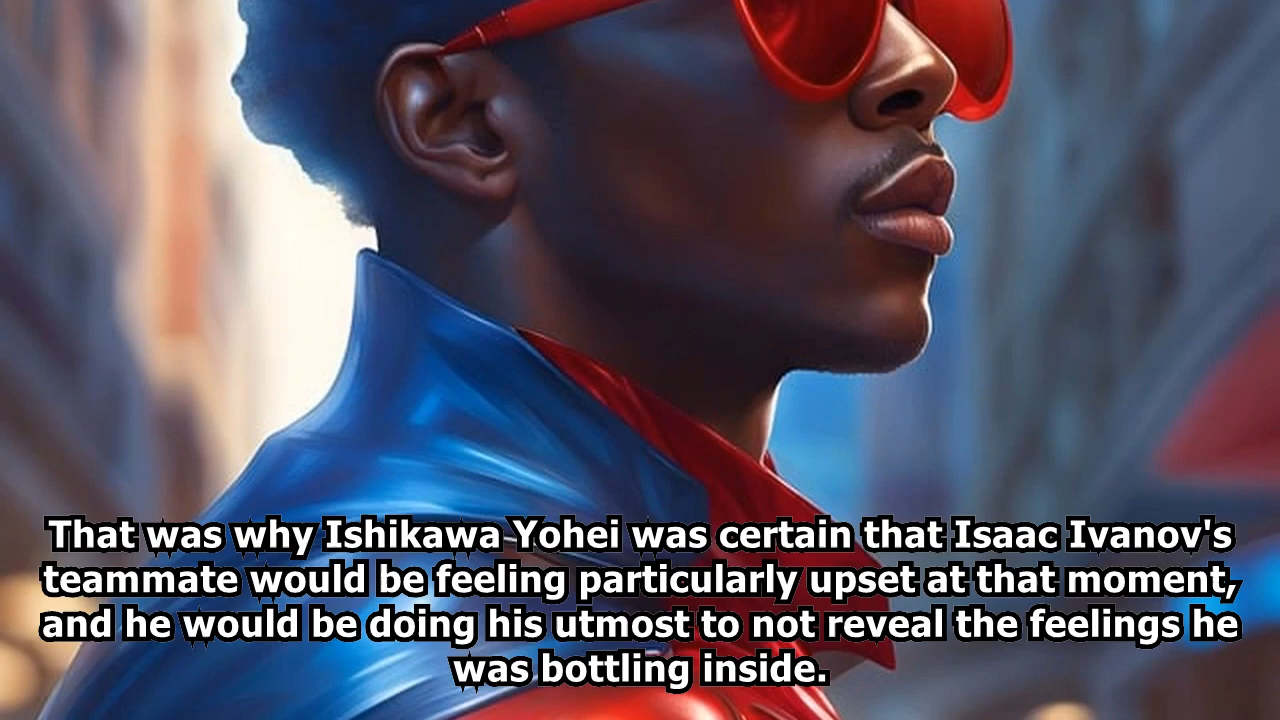 That was why Ishikawa Yohei was certain that Isaac Ivanov's
teammate would be feeling particularly upset at that moment,
and he would be doing his utmost to not reveal the feelings he
was bottling inside.